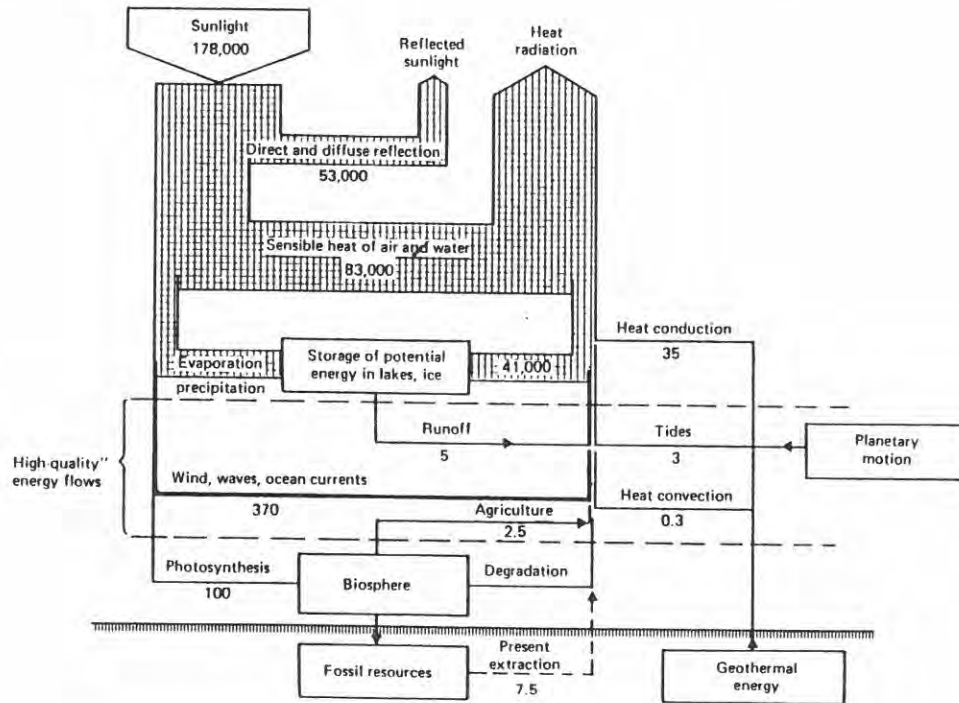 Sunlight
178,000
Reflected
sunlight
Heat
radiation
Direct and diffuse reflection
53,000
Sensible heat of air and water
83,000
Heat conduction
35
Evaporation
Storage of potential
energy in lakes, ice
41,000
precipitation
Runoff
5
Tides
3
Planetary
motion
High-quality''
energy flows
Wind, waves, ocean currents
370
Heat convection
0.3
Agriculture
2.5
Photosynthesis
100
Biosphere
Degradation
Fossil resources
Present
extraction
7.5
Geothermal
energy